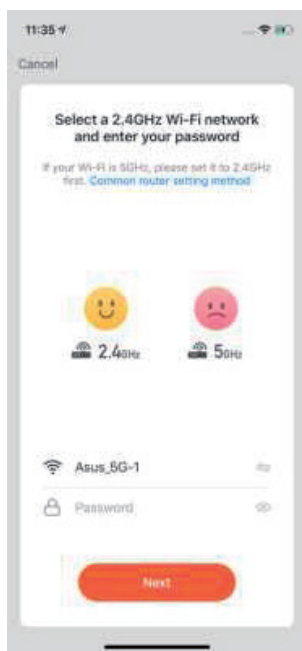 11:35
Cancel
Select a 2.4GHz Wi-Fi network
and enter your password
If your Wi-Fi is 5GHz, please set it to 2.4GHz
first. Common router setting method
2.4GHz
5GHz
Asus_5G-1
Password
Next